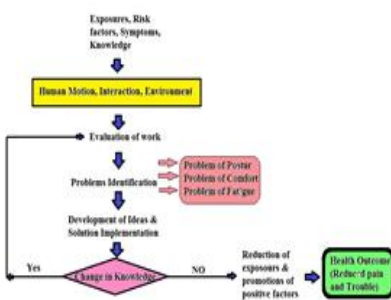 Exposures, Risk
factors, Symptoms,
Knowledge
Human Motion, Interaction, Environment
Evaluation of work
Problems Identification
Problem of Postur
Problem of Comfort
Problem of Fatigue
Development of Ideas &
Solution Implementation
Yes
Change in Knowledge
NO
Reduction of
exposures &
promotions of
positive factors
Health Outcome
(Reduced pain
and Trouble)